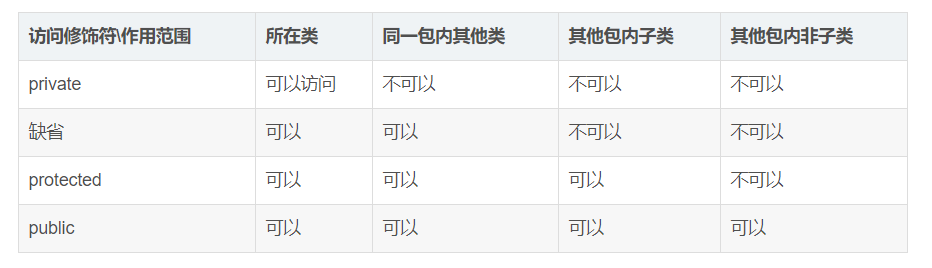 访问修饰符\作用范围 所在类 同一包内其他类 其他包内子类 其他包内非子类
private 可以访问 不可以 不可以 不可以
缺省 可以 可以 不可以 不可以
protected 可以 可以 可以 不可以
public 可以 可以 可以 可以